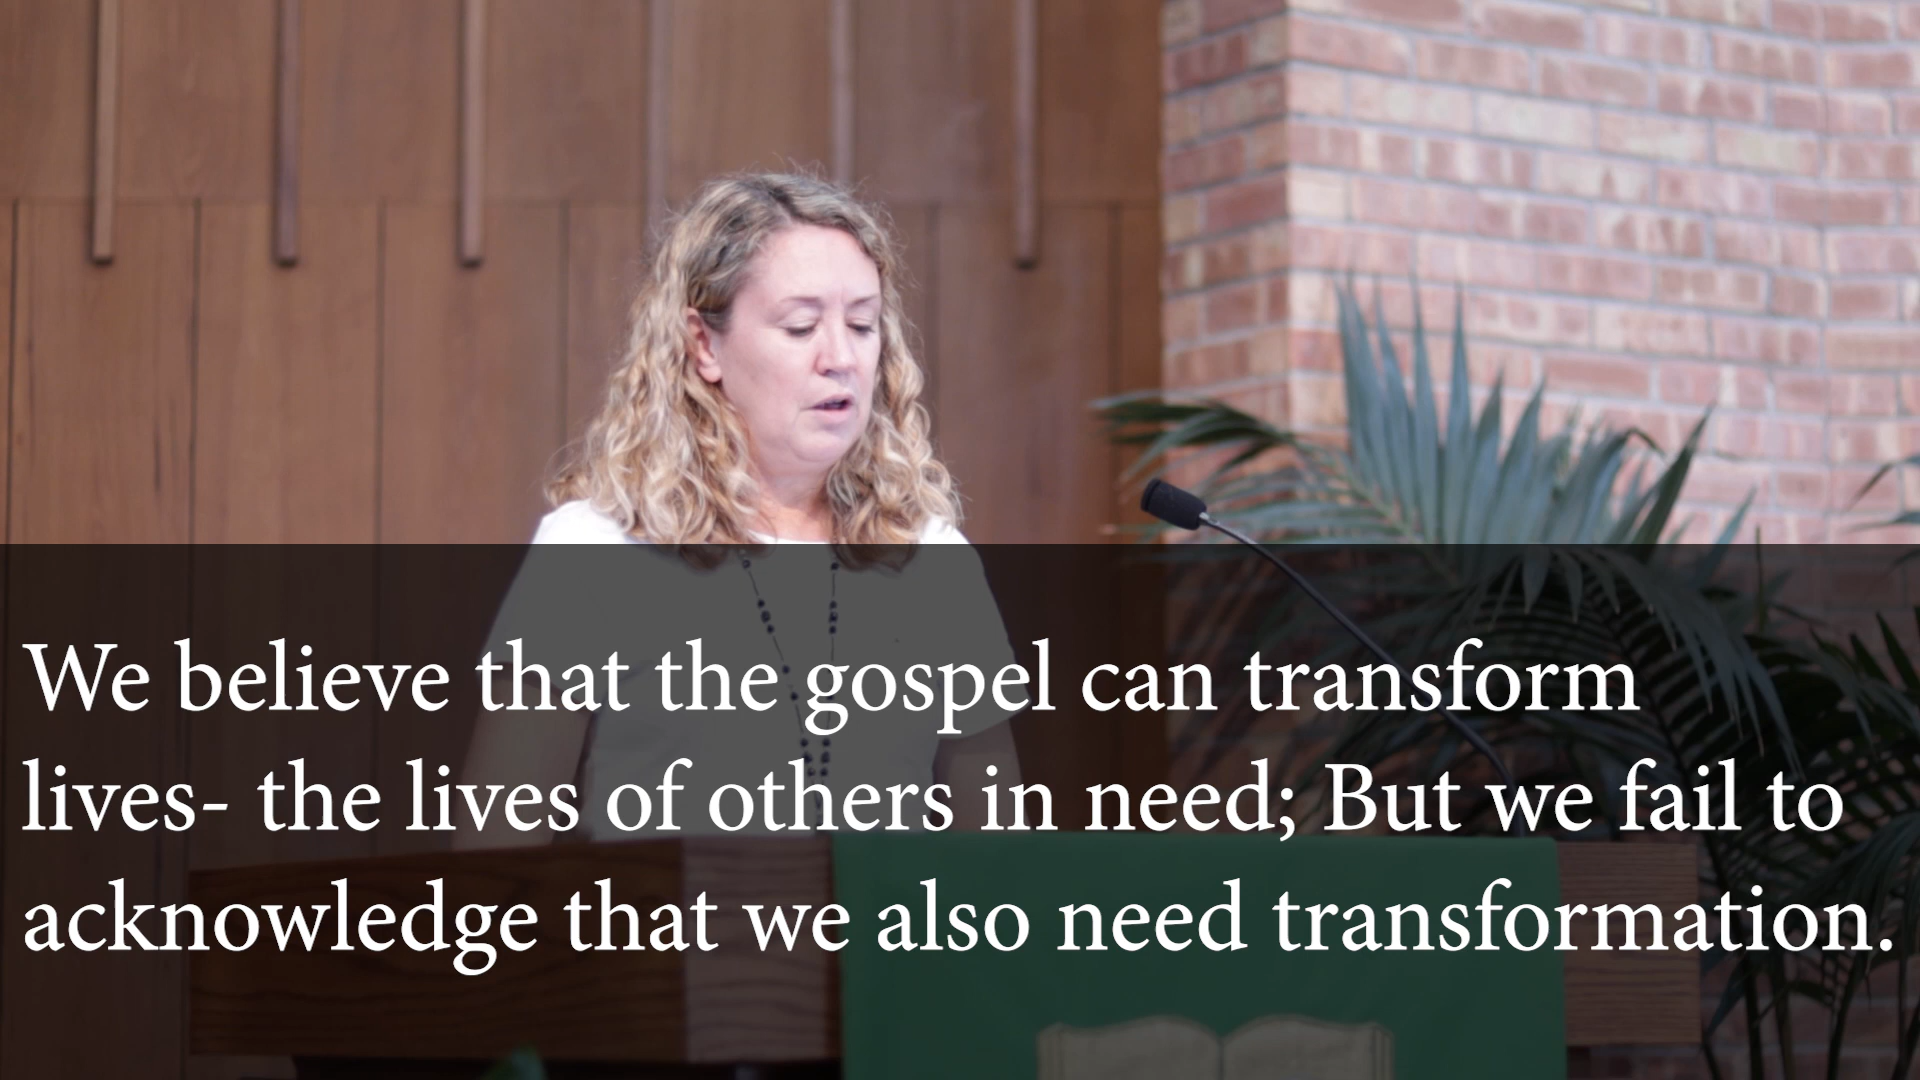 We believe that the gospel can transform
lives- the lives of others in need; But we fail to
acknowledge that we also need transformation.